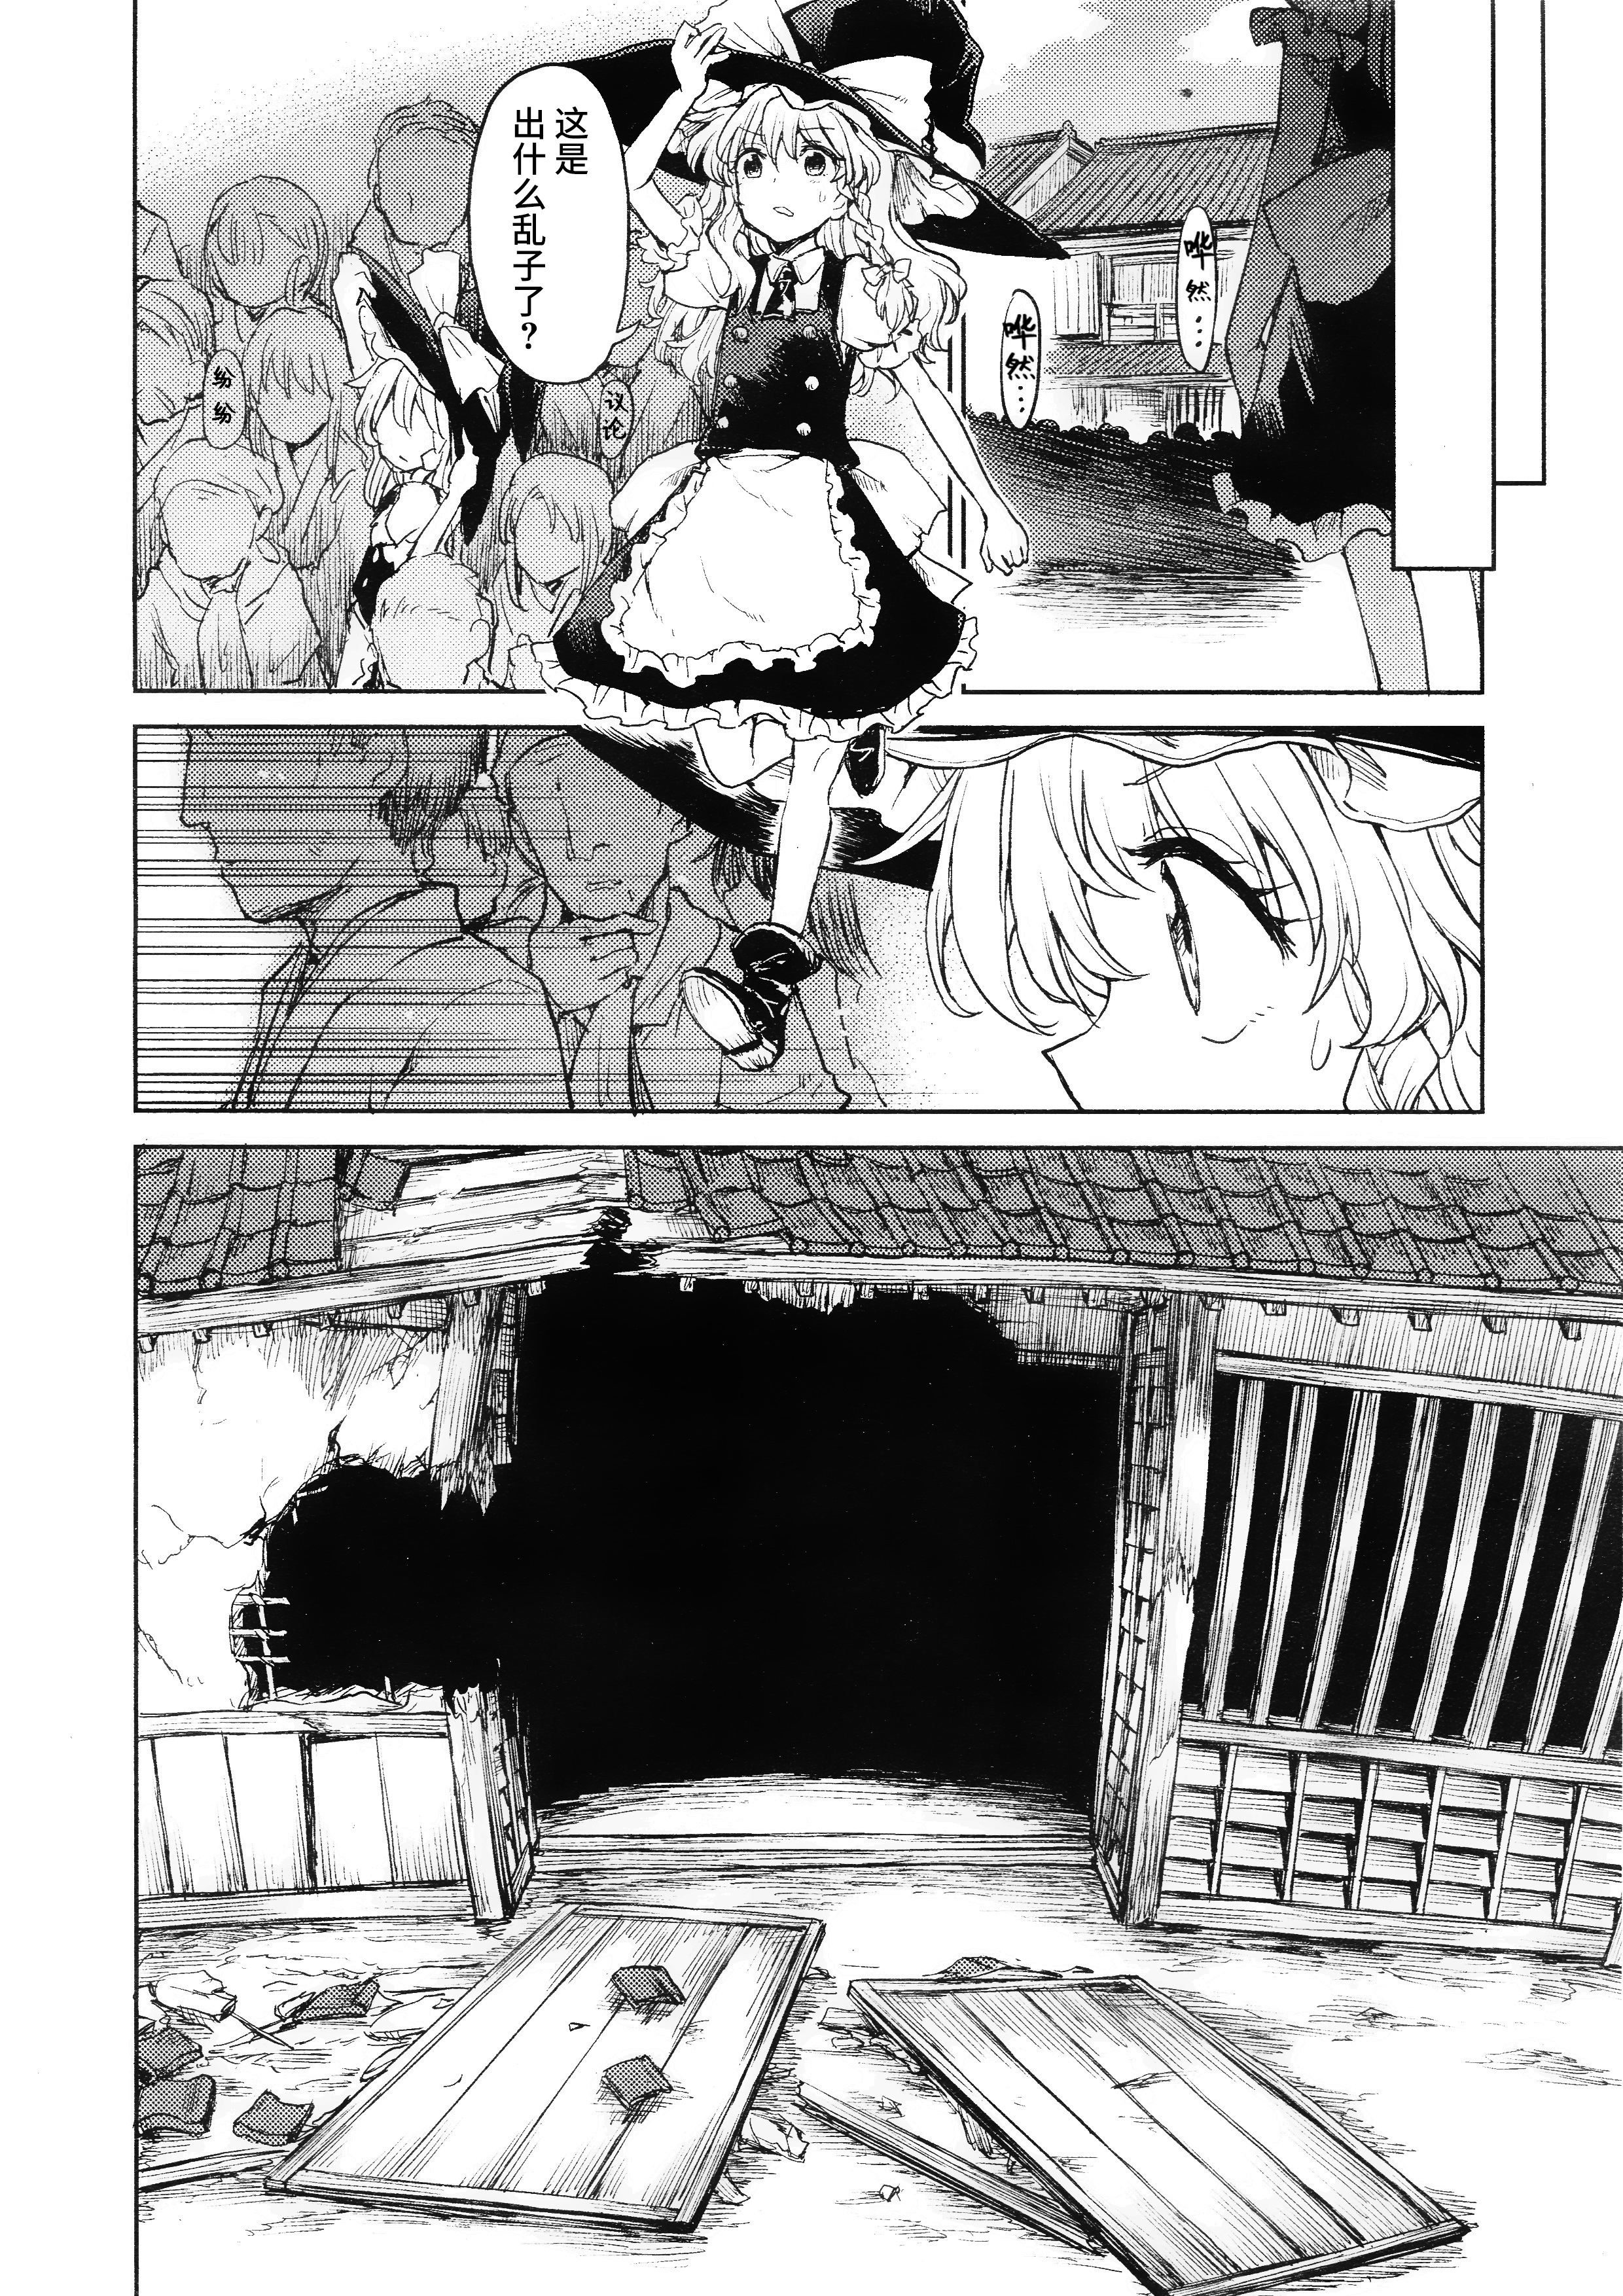 哗然…
哗然…
这是
出什么乱子了？
议论
纷纷